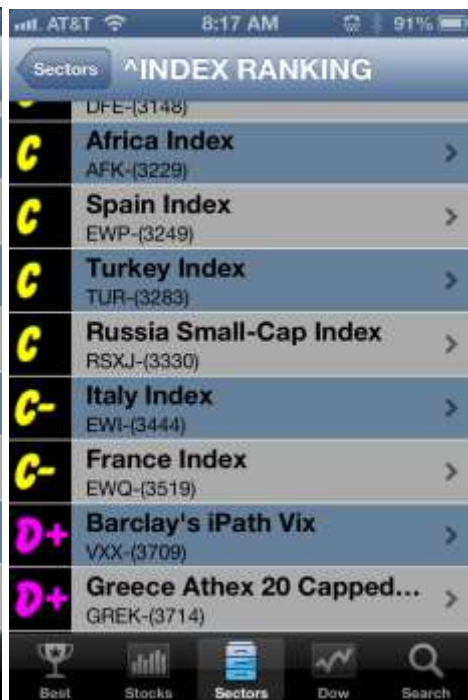 AT&T 8:17 AM 91%
Sectors ^INDEX RANKING
DFE-(3148)
C Africa Index
AFK-(3229)
C Spain Index
EWP-(3249)
C Turkey Index
TUR-(3283)
C Russia Small-Cap Index
RSXJ-(3330)
C- Italy Index
EWI-(3444)
C- France Index
EWQ-(3519)
D+ Barclay's iPath Vix
VXX-(3709)
D+ Greece Athex 20 Capped...
GREK-(3714)
Best Stocks Sectors Dow Search